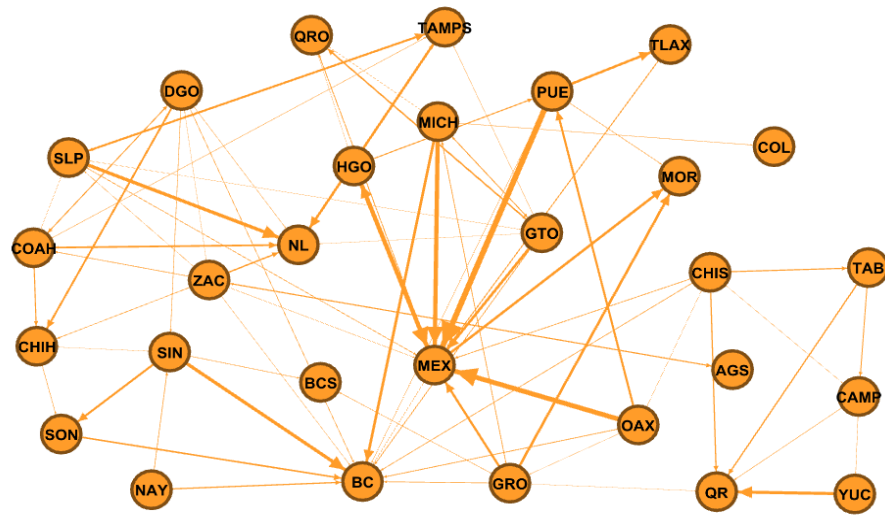 TAMPS
QRO
TLAX
DGO
PUE
MICH
COL
SLP
HGO
MOR
GTO
COAH
NL
ZAC
CHIS
TAB
CHIH
SIN
MEX
AGS
BCS
CAMP
OAX
SON
NAY
BC
GRO
QR
YUC